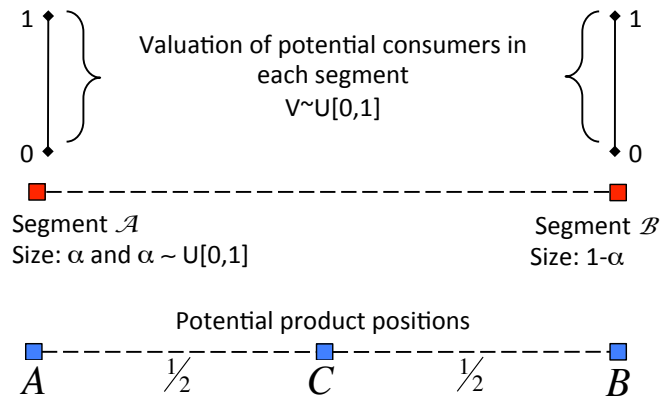 1
1
Valuation of potential consumers in
each segment
V~U[0,1]
0
0
Segment 𝒜
Size: α and α ~ U[0,1]
Segment ℬ
Size: 1-α
Potential product positions
½
½
A
C
B